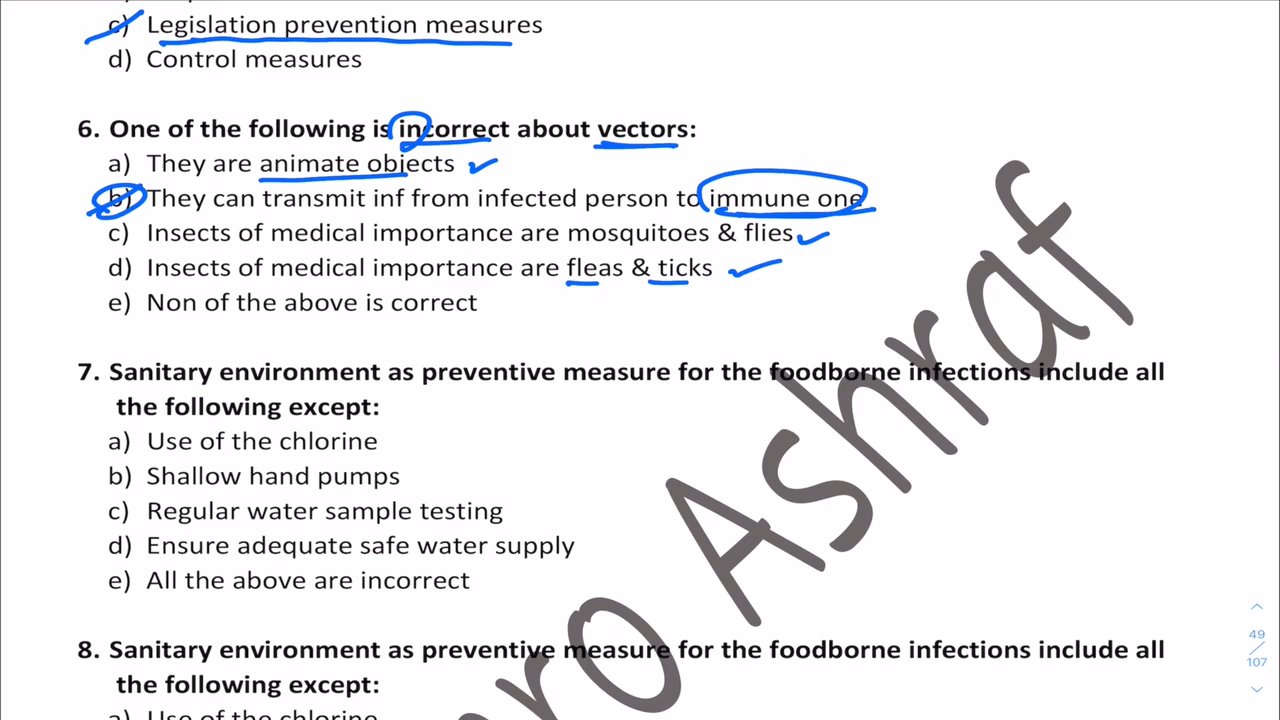 c) Legislation prevention measures
d) Control measures
6. One of the following is incorrect about vectors:
a) They are animate objects
b) They can transmit inf from infected person to immune one
c) Insects of medical importance are mosquitoes & flies
d) Insects of medical importance are fleas & ticks
e) Non of the above is correct
7. Sanitary environment as preventive measure for the foodborne infections include all
the following except:
a) Use of the chlorine
b) Shallow hand pumps
c) Regular water sample testing
d) Ensure adequate safe water supply
e) All the above are incorrect
8. Sanitary environment as preventive measure for the foodborne infections include all
the following except:
a) Use of the chlorine
ro Ashraf
49
/
107